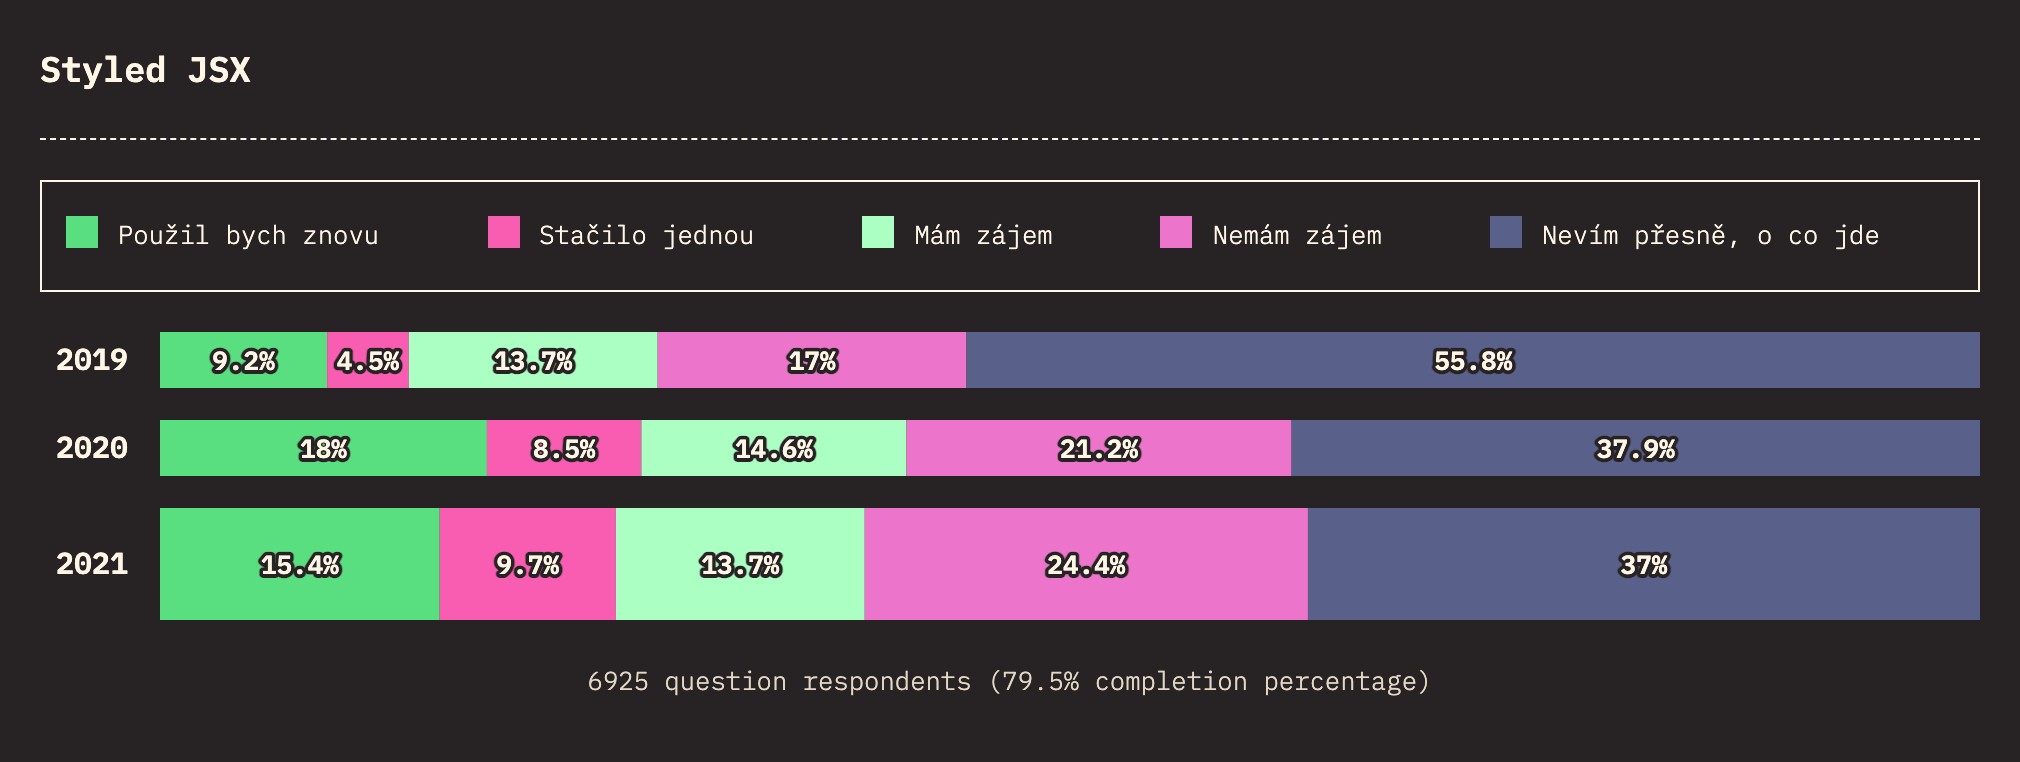 Styled JSX
Použil bych znovu Stačilo jednou Mám zájem Nemám zájem Nevím přesně, o co jde
2019 9.2% 4.5% 13.7% 17% 55.8%
2020 18% 8.5% 14.6% 21.2% 37.9%
2021 15.4% 9.7% 13.7% 24.4% 37%
6925 question respondents (79.5% completion percentage)